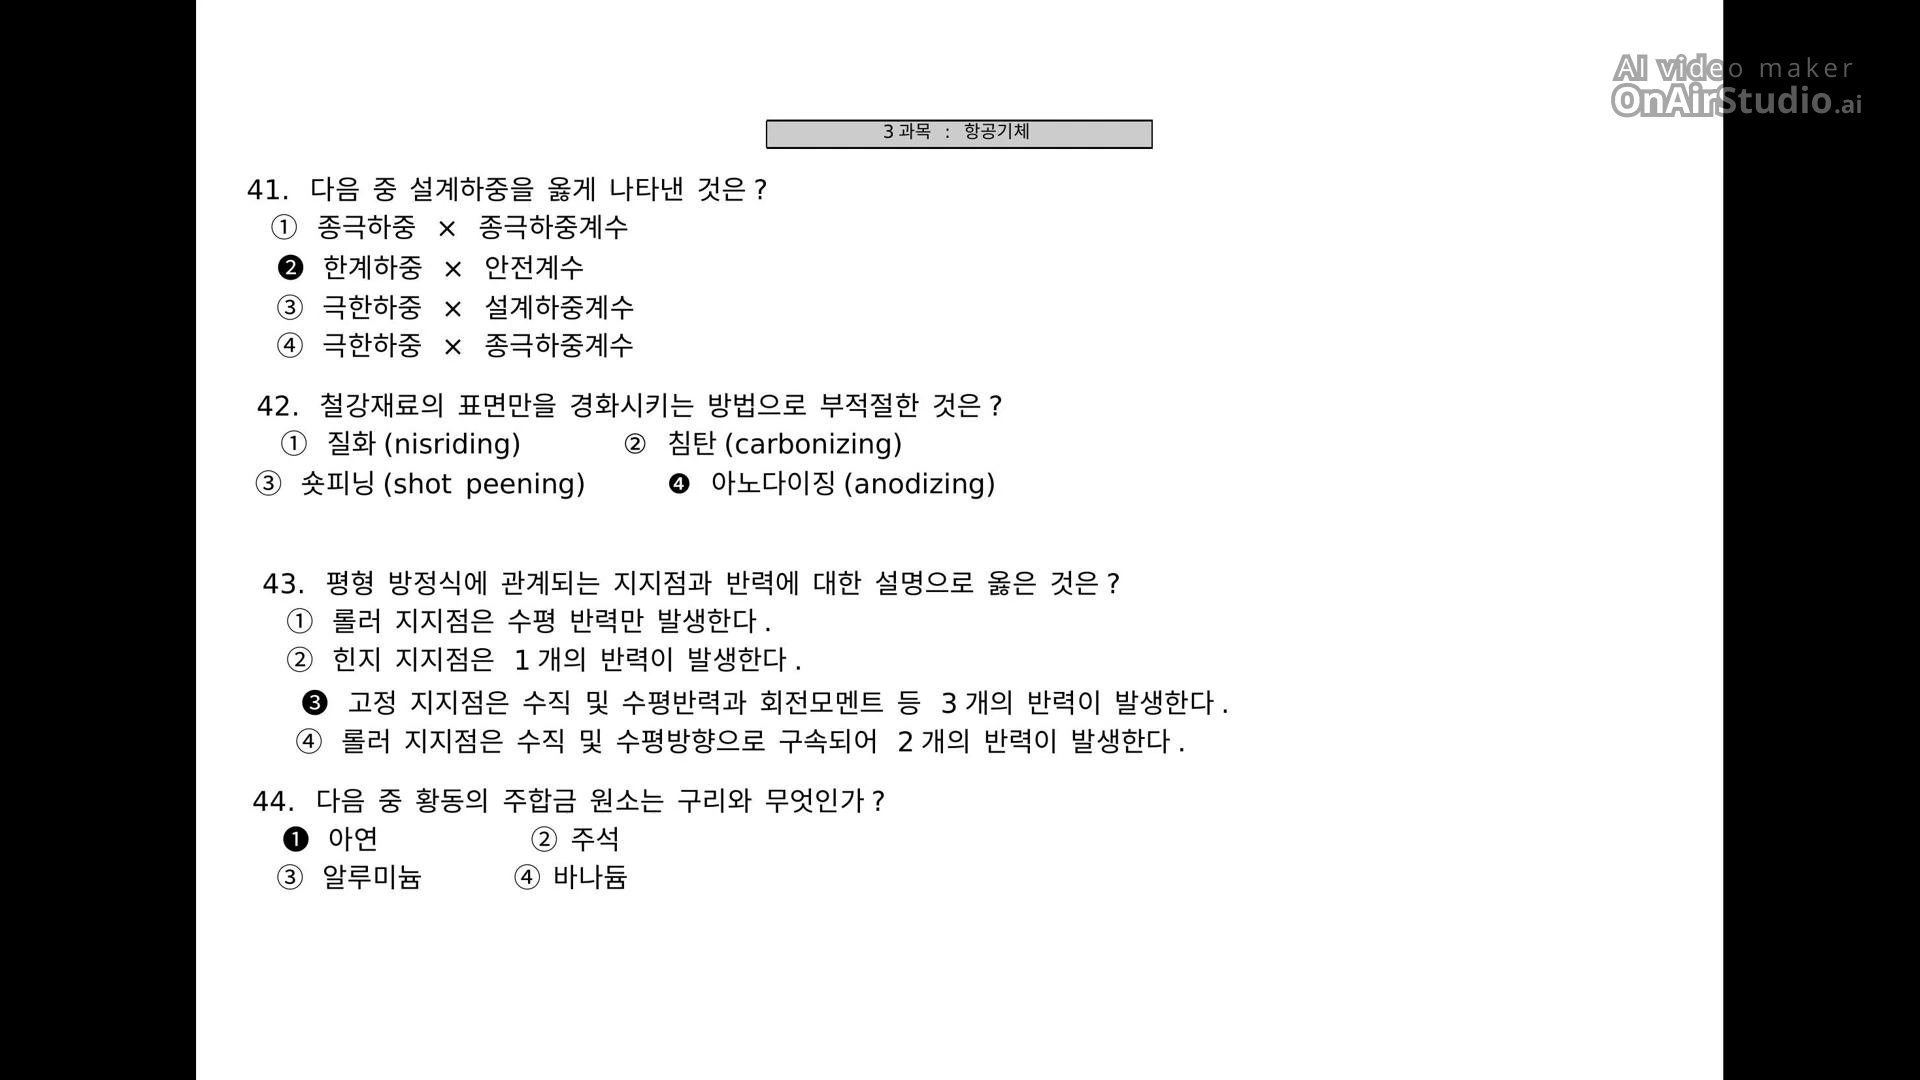 AI video maker
OnAirStudio.ai
3과목 : 항공기체
41. 다음 중 설계하중을 옳게 나타낸 것은?
① 종극하중 × 종극하중계수
❷ 한계하중 × 안전계수
③ 극한하중 × 설계하중계수
④ 극한하중 × 종극하중계수
42. 철강재료의 표면만을 경화시키는 방법으로 부적절한 것은?
① 질화(nisriding) ② 침탄(carbonizing)
③ 숏피닝(shot peening) ❹ 아노다이징(anodizing)
43. 평형 방정식에 관계되는 지지점과 반력에 대한 설명으로 옳은 것은?
① 롤러 지지점은 수평 반력만 발생한다.
② 힌지 지지점은 1개의 반력이 발생한다.
❸ 고정 지지점은 수직 및 수평반력과 회전모멘트 등 3개의 반력이 발생한다.
④ 롤러 지지점은 수직 및 수평방향으로 구속되어 2개의 반력이 발생한다.
44. 다음 중 황동의 주합금 원소는 구리와 무엇인가?
❶ 아연 ② 주석
③ 알루미늄 ④ 바나듐